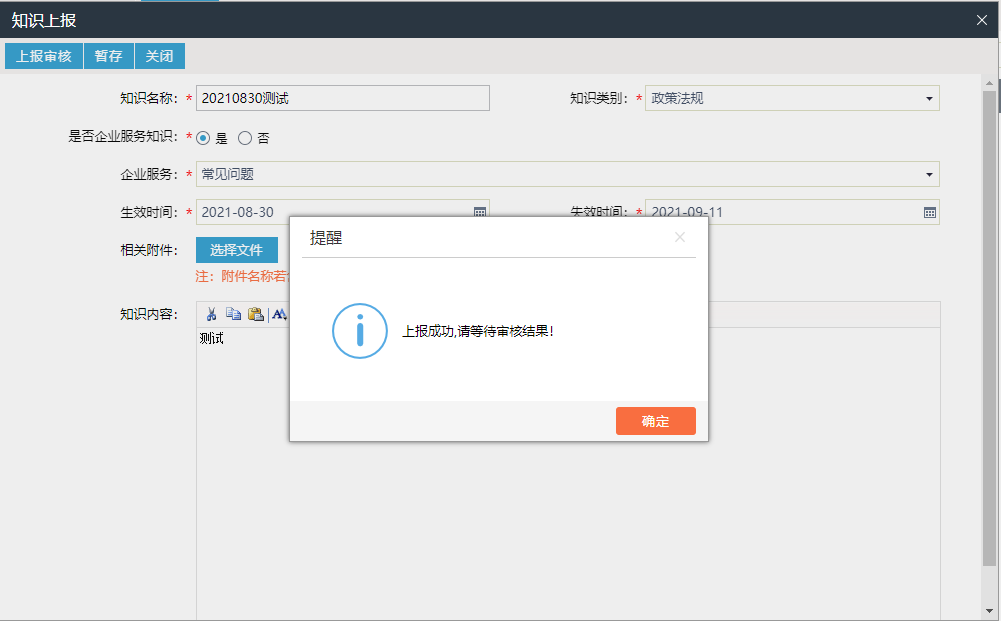 知识上报
上报审核 暂存 关闭
知识名称： * 20210830测试 知识类别： * 政策法规
是否企业服务知识： * 是 否
企业服务： * 常见问题
生效时间： * 2021-08-30 失效时间： * 2021-09-11
相关附件： 选择文件
注：附件名称若
知识内容：
测试
提醒
上报成功,请等待审核结果!
确定